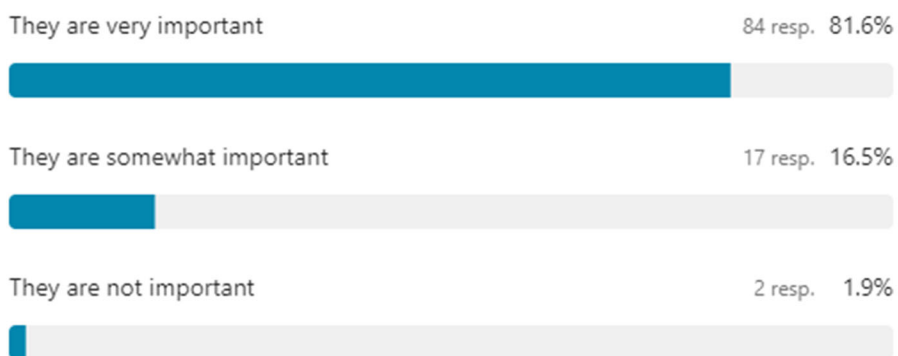 They are very important 84 resp. 81.6%
They are somewhat important 17 resp. 16.5%
They are not important 2 resp. 1.9%